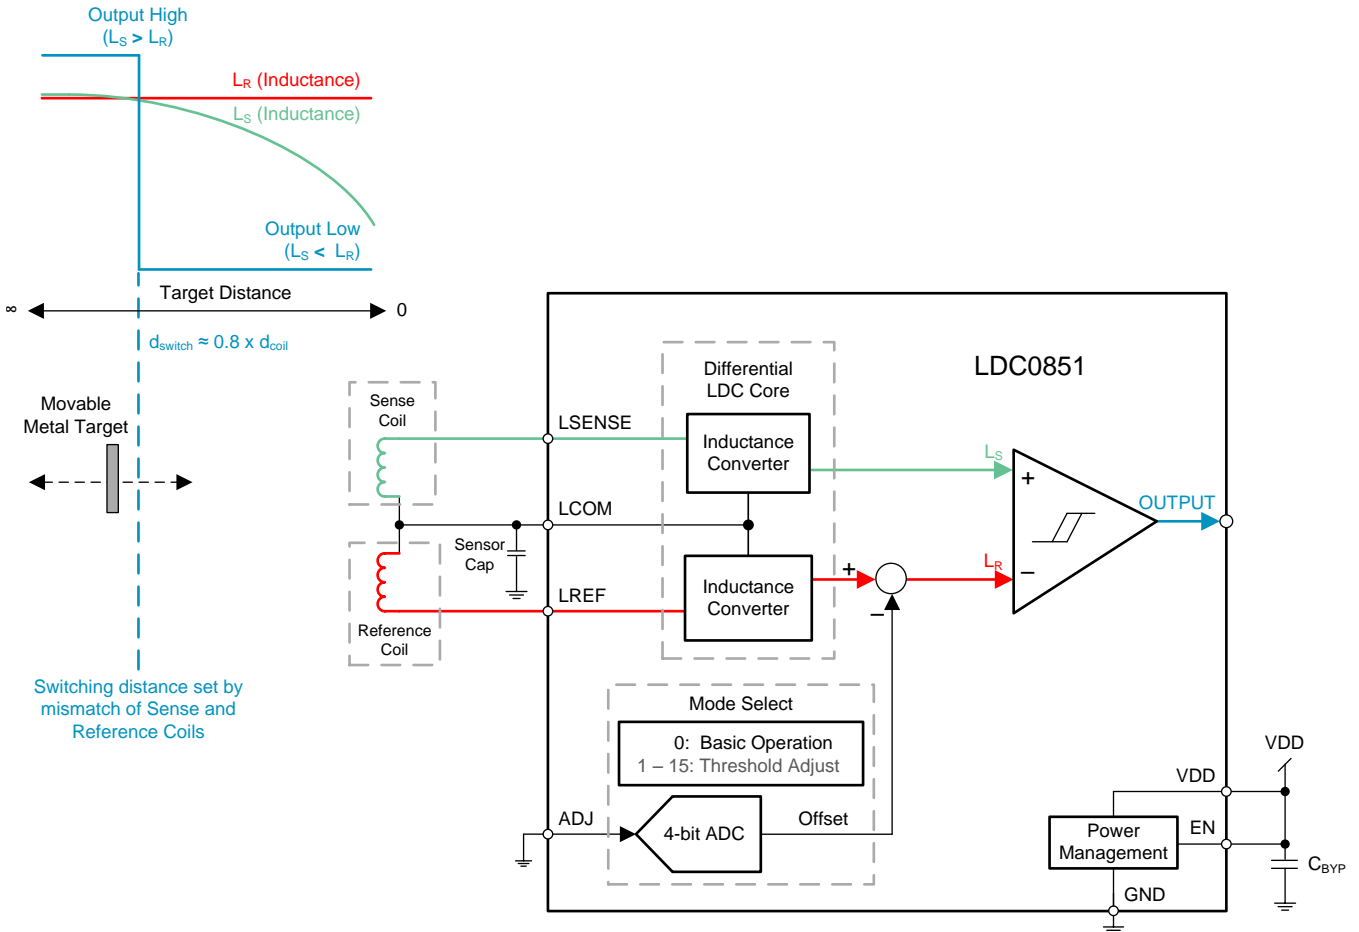 Output High
(LS > LR)
LR (Inductance)
LS (Inductance)
Output Low
(LS < LR)
Target Distance
∞
0
dswitch ≈ 0.8 x dcoil
Movable
Metal Target
Switching distance set by
mismatch of Sense and
Reference Coils
Sense
Coil
Reference
Coil
Sensor
Cap
LSENSE
LCOM
LREF
ADJ
Differential
LDC Core
Inductance
Converter
Inductance
Converter
LDC0851
LS
+
LR
−
+
−
OUTPUT
Mode Select
0: Basic Operation
1 – 15: Threshold Adjust
4-bit ADC
Offset
VDD
VDD
EN
Power
Management
GND
CBYP